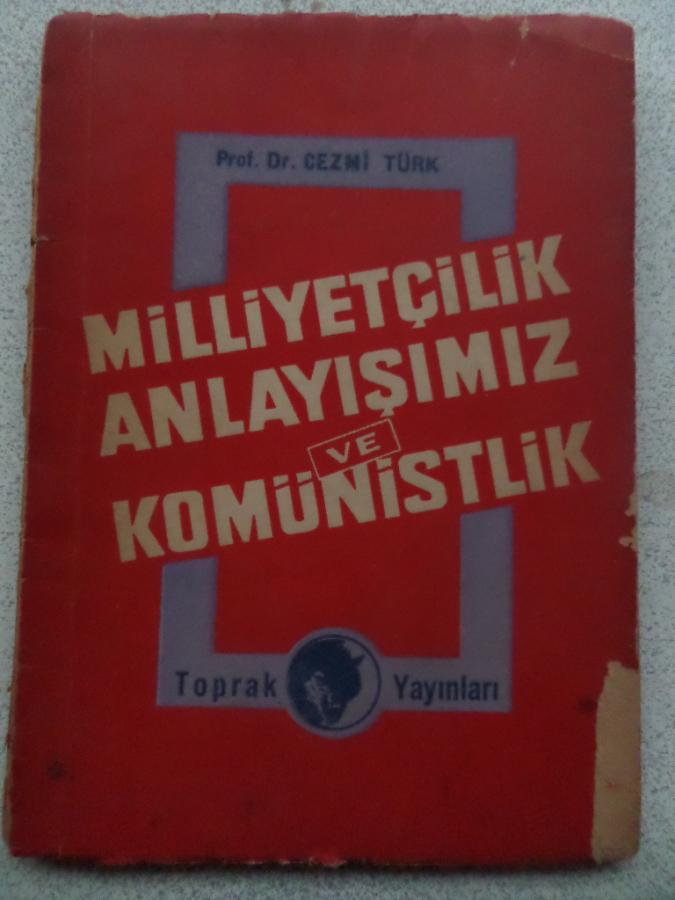 Prof. Dr. CEZMİ TÜRK
MİLLİYETÇİLİK
ANLAYIŞIMIZ
VE
KOMÜNİSTLİK
Toprak Yayınları